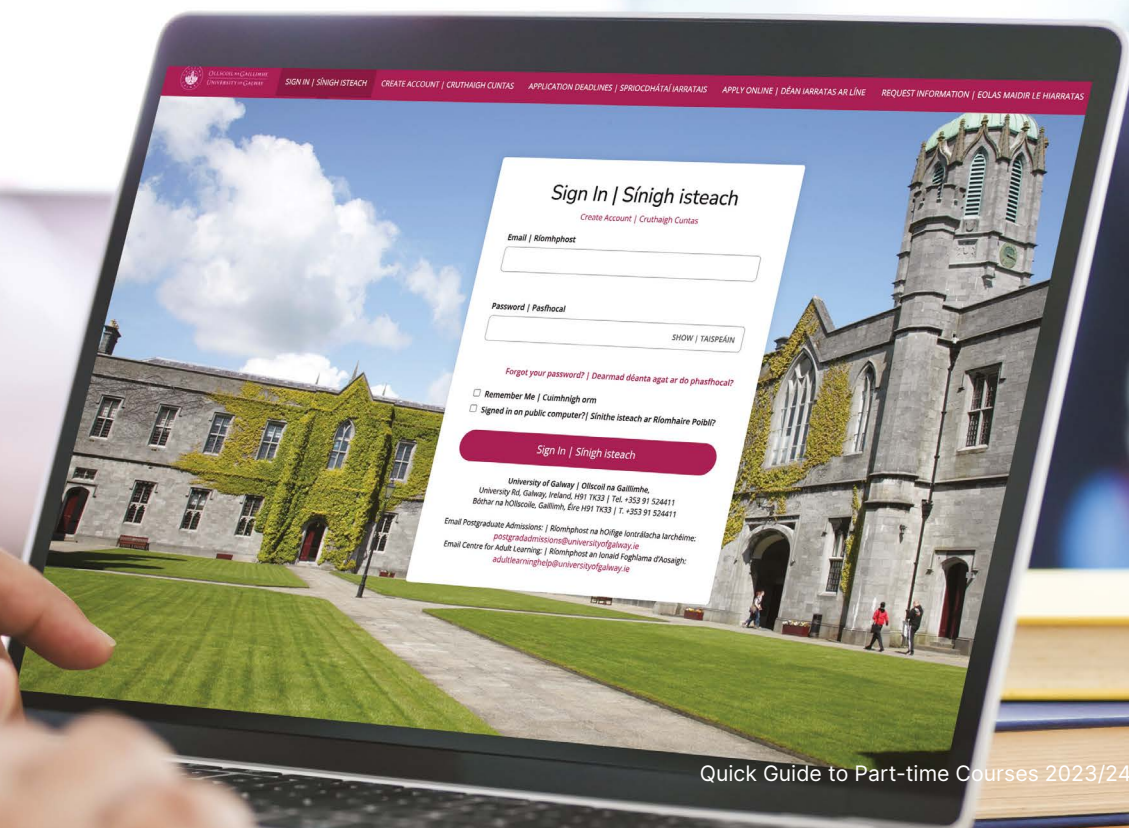 OLLSCOIL NA GAILLIMHE
UNIVERSITY OF GALWAY
SIGN IN | SÍNIGH ISTEACH
CREATE ACCOUNT | CRUTHAIGH CUNTAS
APPLICATION DEADLINES | SPRIOCDHÁTAÍ IARRATAIS
APPLY ONLINE | DÉAN IARRATAS AR LÍNE
REQUEST INFORMATION | EOLAS MAIDIR LE HIARRATAS
Sign In | Sínigh isteach
Create Account | Cruthaigh Cuntas
Email | Ríomhphost
Password | Pasfhocal
SHOW | TAISPEÁIN
Forgot your password? | Dearmad déanta agat ar do phasfhocal?
Remember Me | Cuimhnigh orm
Signed in on public computer?| Sínithe isteach ar Ríomhaire Poiblí?
Sign In | Sínigh isteach
University of Galway | Ollscoil na Gaillimhe,
University Rd, Galway, Ireland, H91 TK33 | Tel. +353 91 524411
Bóthar na hOllscoile, Gaillimh, Éire H91 TK33 | T. +353 91 524411
Email Postgraduate Admissions: | Ríomhphost na hOifige Iontrálacha Iarchéime:
postgradadmissions@universityofgalway.ie
Email Centre for Adult Learning: | Ríomhphost an Ionaid Foghlama d'Aosaigh:
adultlearninghelp@universityofgalway.ie
Quick Guide to Part-time Courses 2023/24